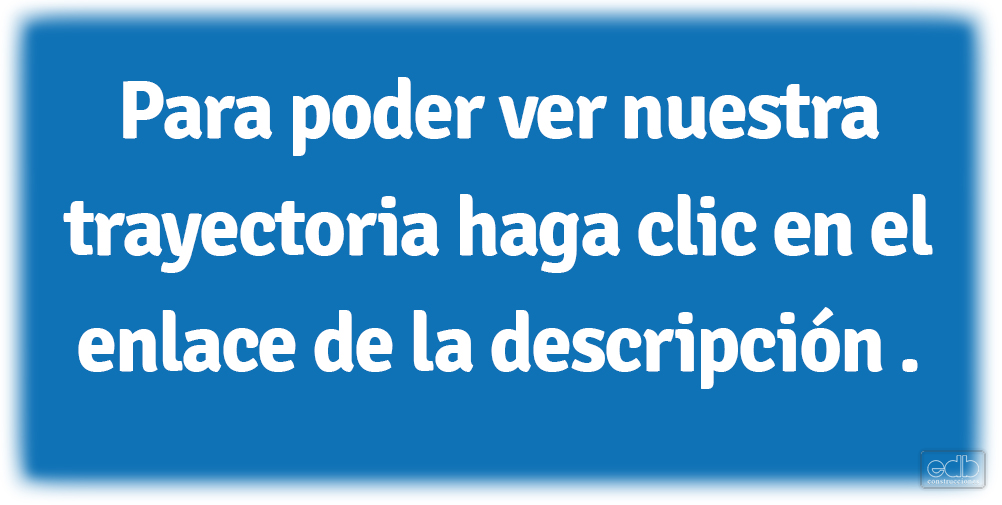 Para poder ver nuestra
trayectoria haga clic en el
enlace de la descripción .
edb
construcciones